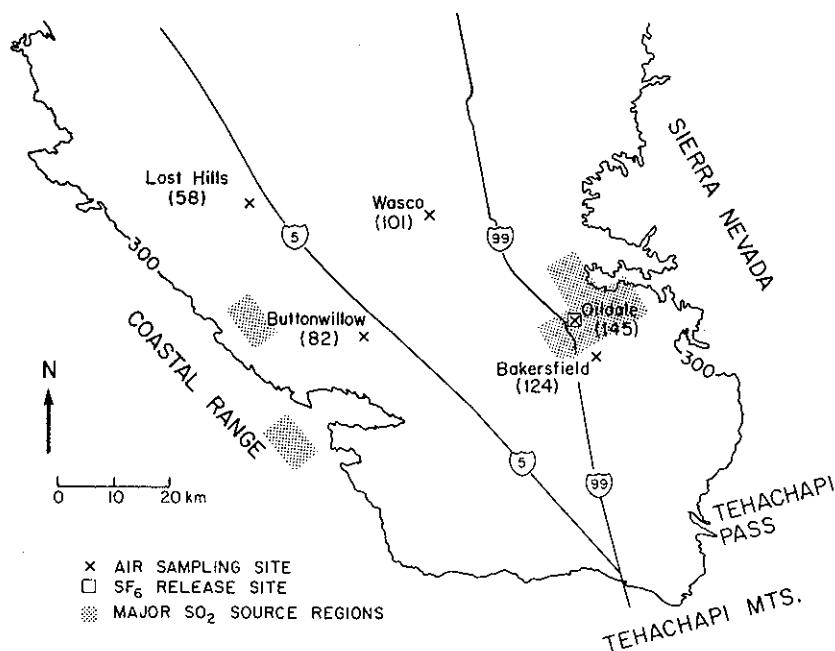 Lost Hills
(58)
Wasco
(101)
SIERRA NEVADA
5
99
300
Buttonwillow
(82)
Oildale
(145)
Bakersfield
(124)
300
COASTAL RANGE
N
0 10 20 km
5
99
TEHACHAPI
PASS
× AIR SAMPLING SITE
□ SF₆ RELEASE SITE
MAJOR SO₂ SOURCE REGIONS
TEHACHAPI MTS.